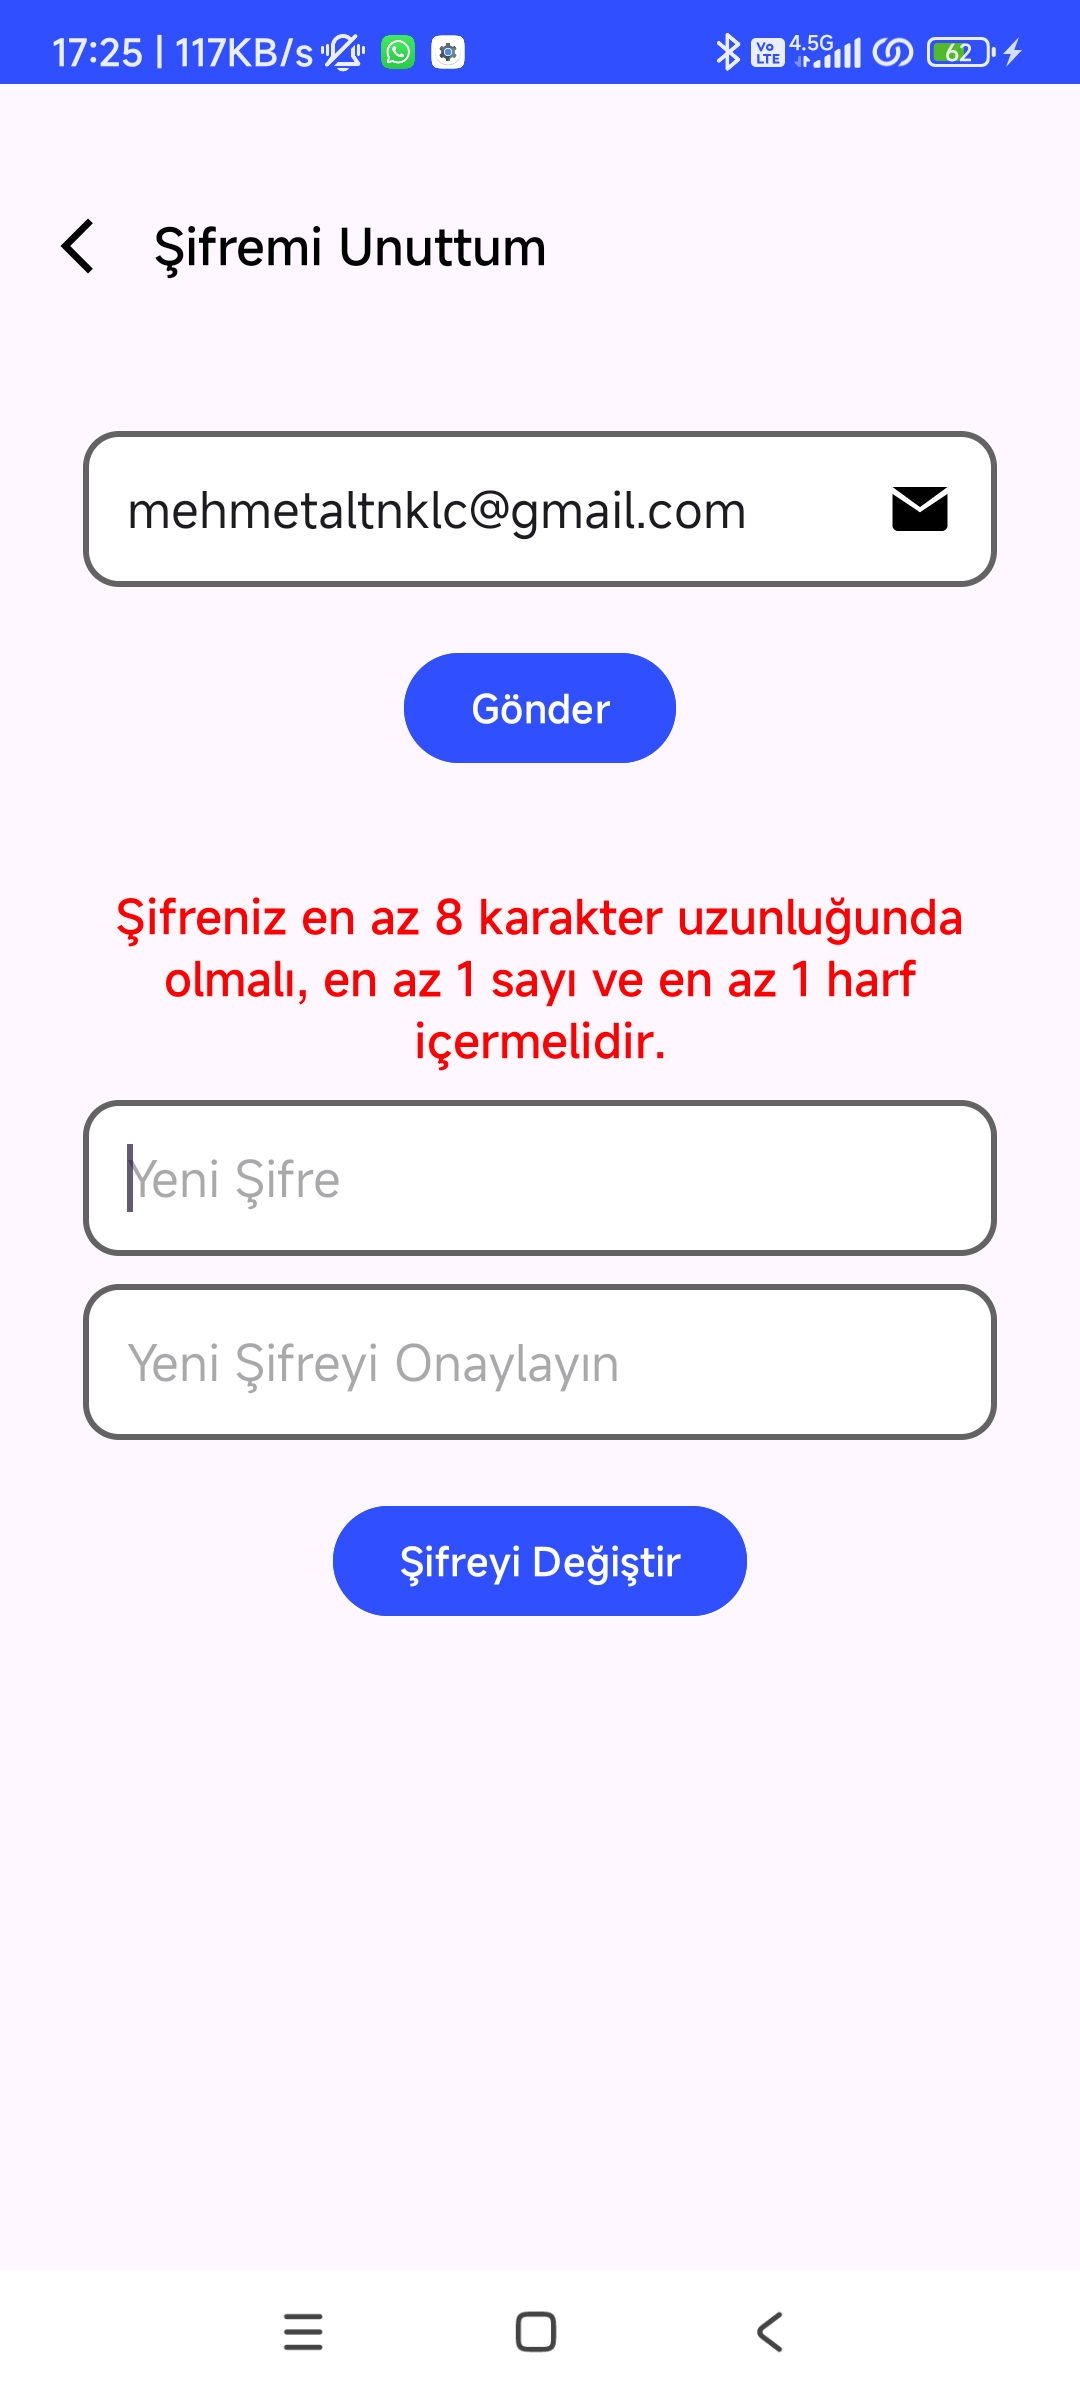 17:25 | 117KB/s
Vo LTE 4.5G 62
Şifremi Unuttum
mehmetaltnklc@gmail.com
Gönder
Şifreniz en az 8 karakter uzunluğunda
olmalı, en az 1 sayı ve en az 1 harf
içermelidir.
Yeni Şifre
Yeni Şifreyi Onaylayın
Şifreyi Değiştir